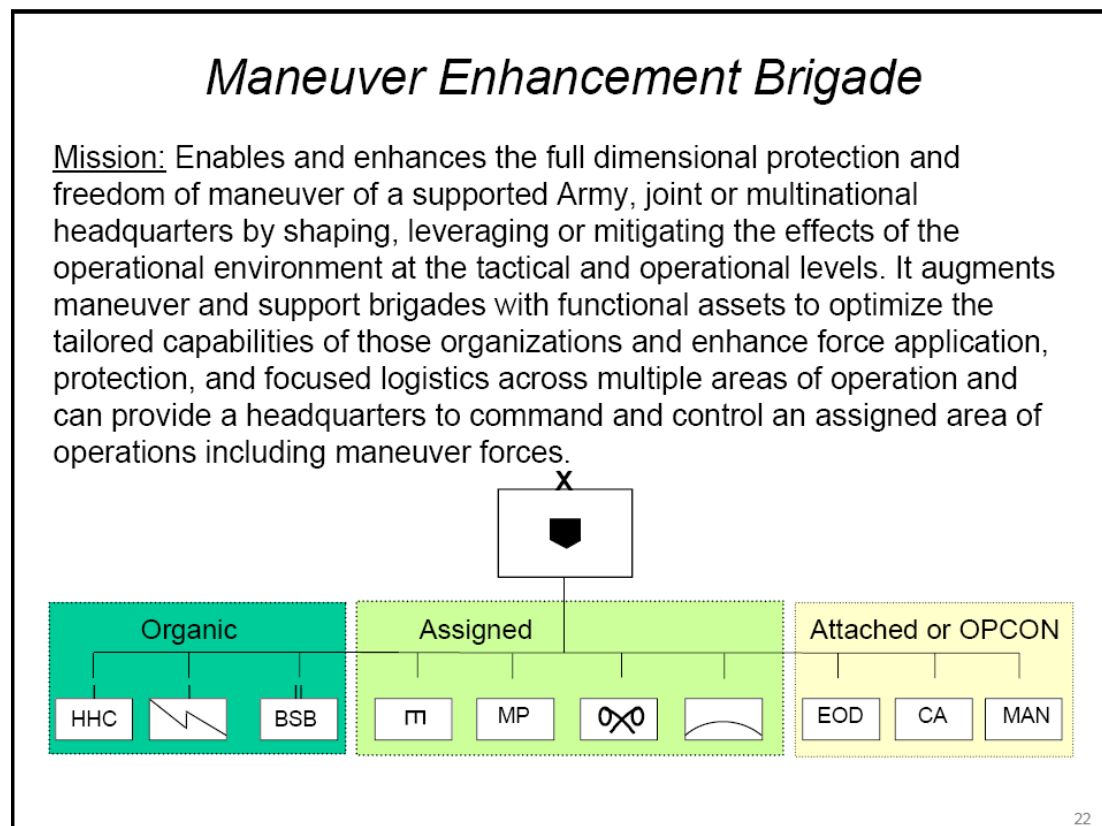 Maneuver Enhancement Brigade
Mission: Enables and enhances the full dimensional protection and
freedom of maneuver of a supported Army, joint or multinational
headquarters by shaping, leveraging or mitigating the effects of the
operational environment at the tactical and operational levels. It augments
maneuver and support brigades with functional assets to optimize the
tailored capabilities of those organizations and enhance force application,
protection, and focused logistics across multiple areas of operation and
can provide a headquarters to command and control an assigned area of
operations including maneuver forces.
X
Organic Assigned Attached or OPCON
I I II
HHC BSB MP EOD CA MAN
22